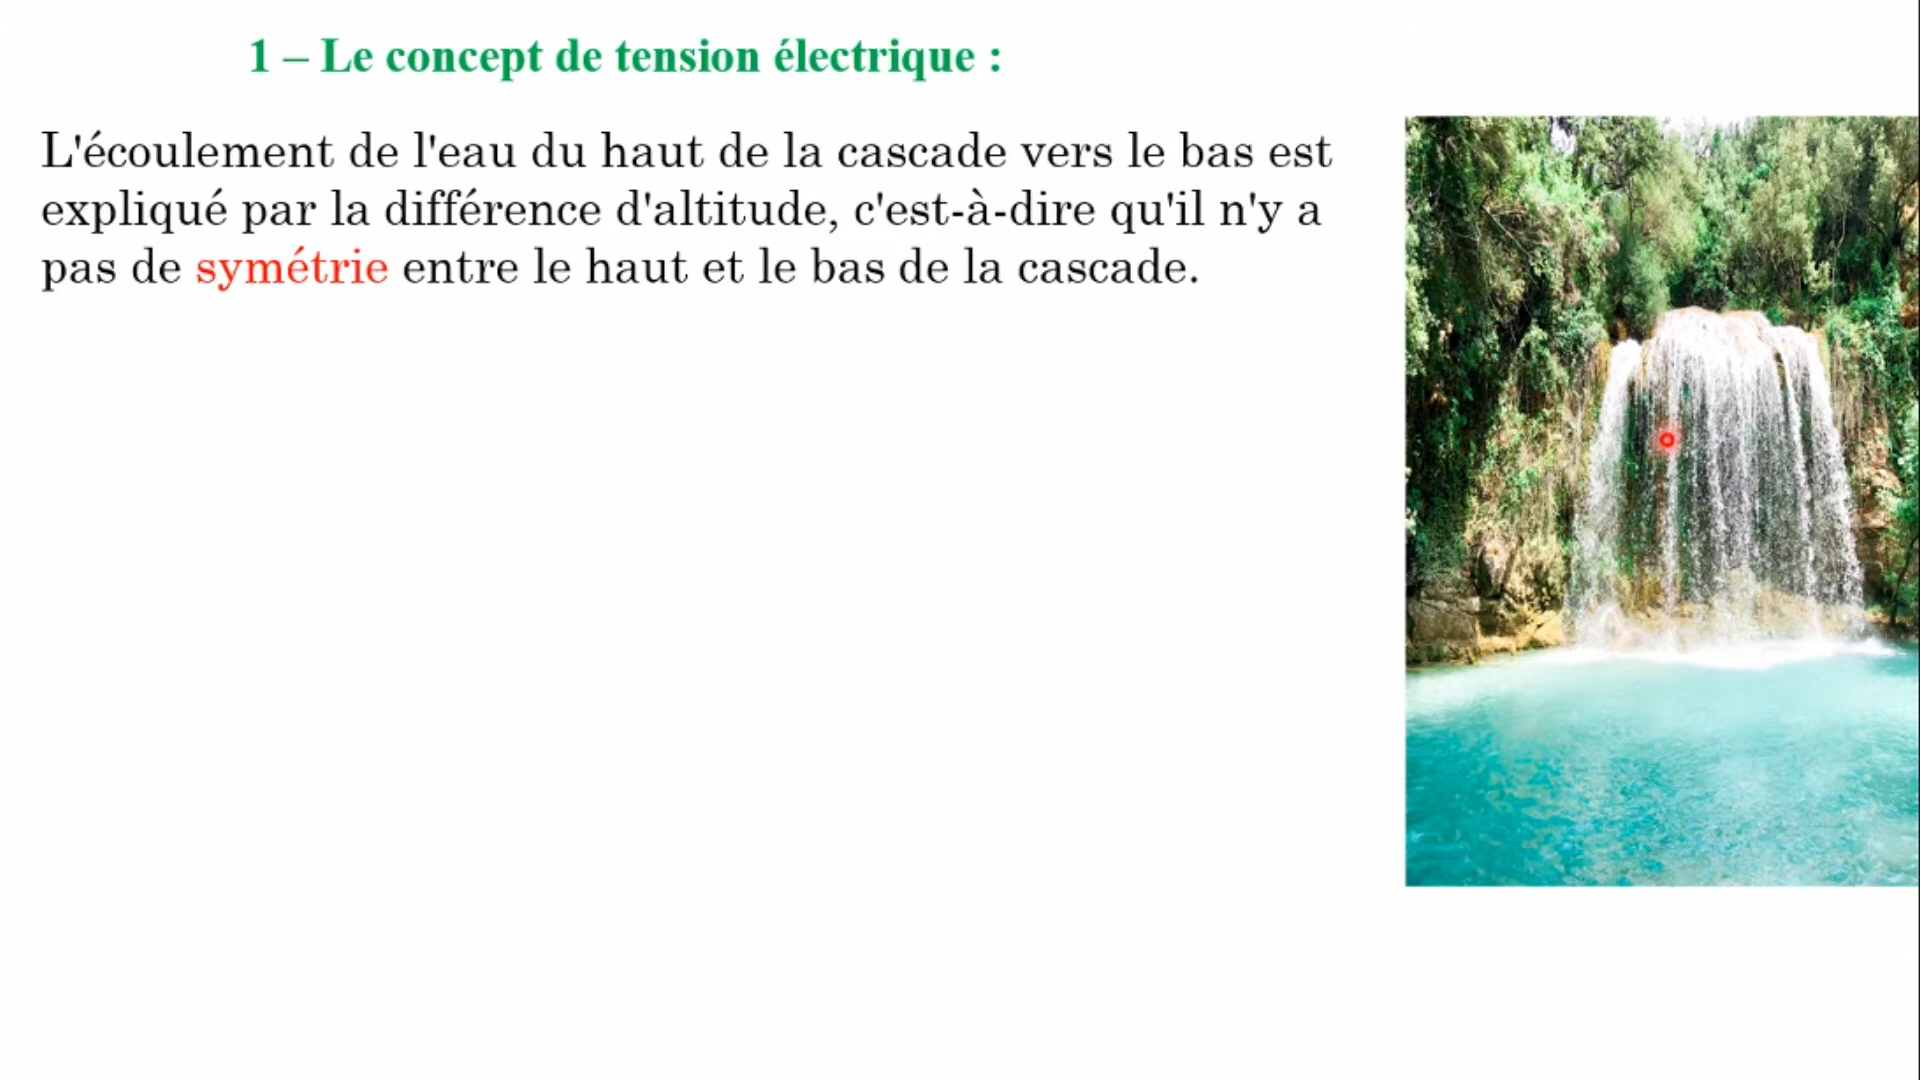 1 – Le concept de tension électrique :
L'écoulement de l'eau du haut de la cascade vers le bas est
expliqué par la différence d'altitude, c'est-à-dire qu'il n'y a
pas de symétrie entre le haut et le bas de la cascade.